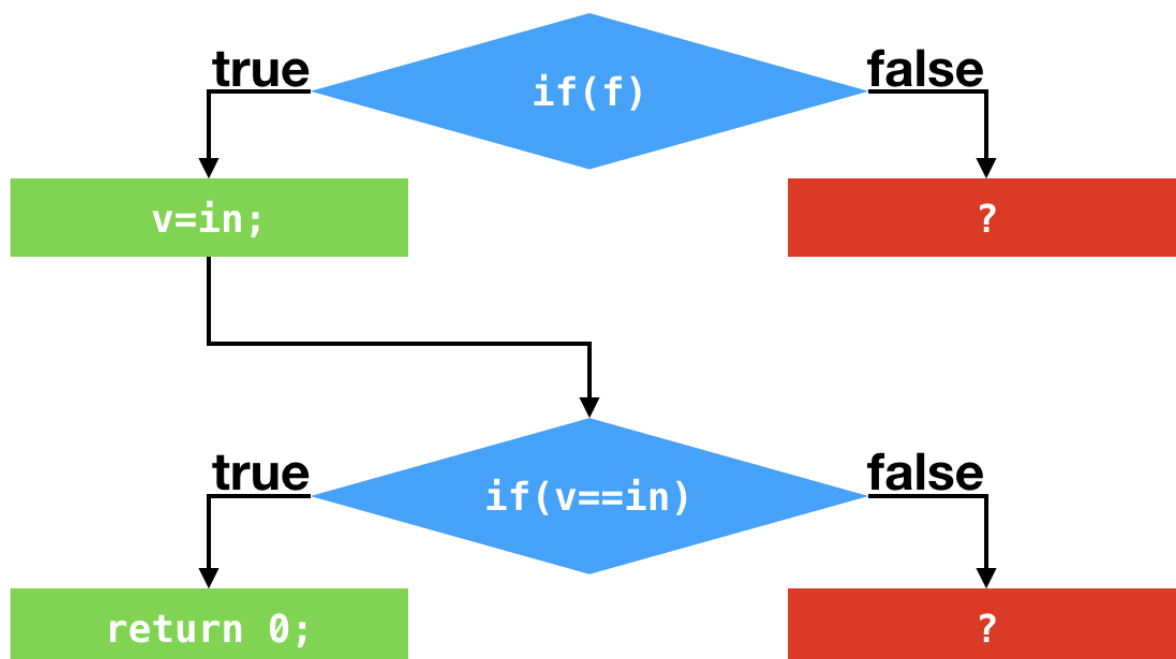 true
if(f)
false
v=in;
?
true
if(v==in)
false
return 0;
?